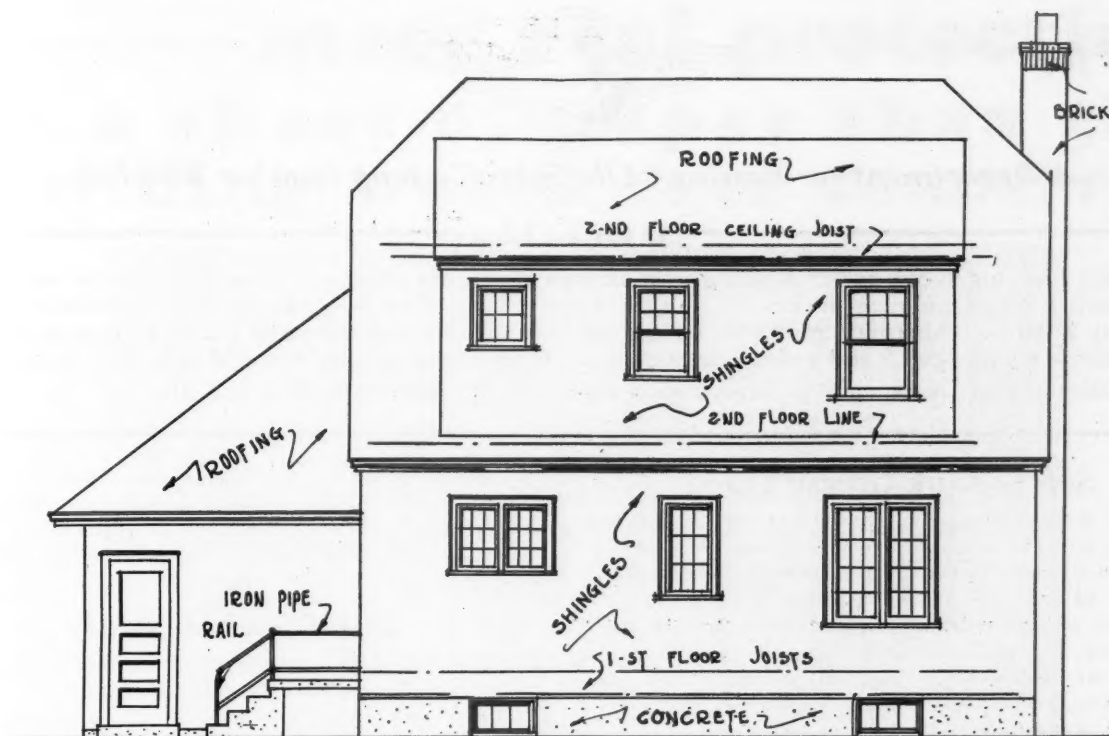 BRICK
ROOFING
2-ND FLOOR CEILING JOIST
SHINGLES
2ND FLOOR LINE
ROOFING
SHINGLES
IRON PIPE
RAIL
1-ST FLOOR JOISTS
CONCRETE